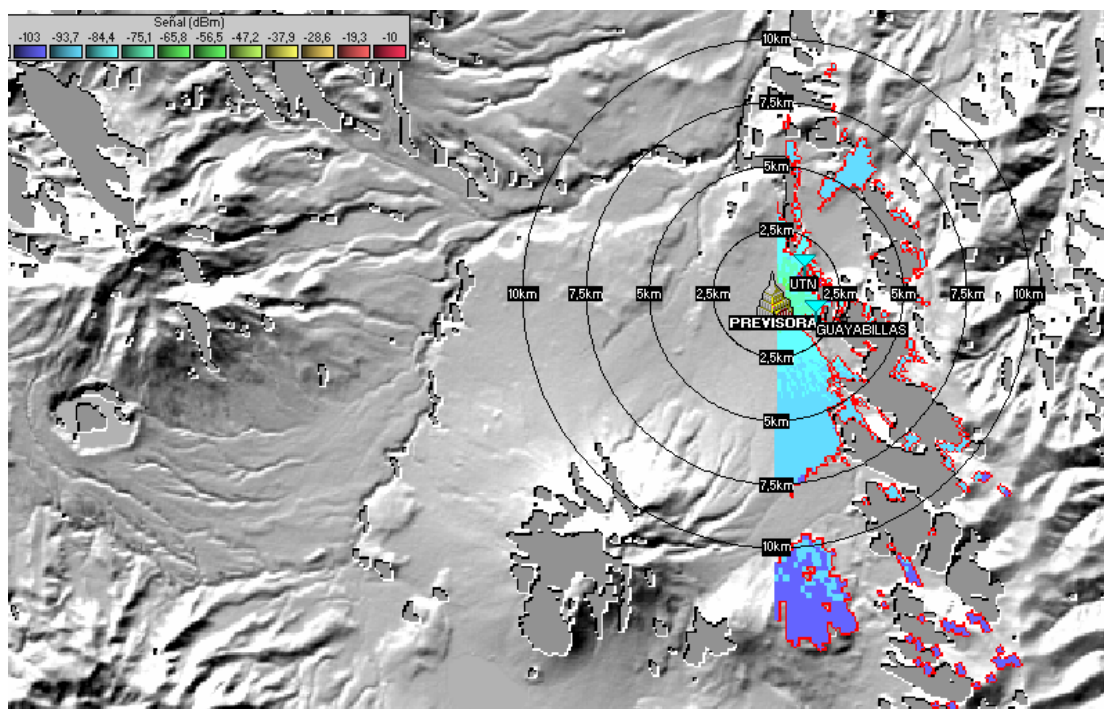 Señal (dBm)
-103 -93,7 -84,4 -75,1 -65,8 -56,5 -47,2 -37,9 -28,6 -19,3 -10
10km
7,5km
5km
2,5km
UTN
10km 7,5km 5km 2,5km 2,5km 5km 7,5km 10km
PREVISORA
GUAYABILLAS
2,5km
5km
7,5km
10km